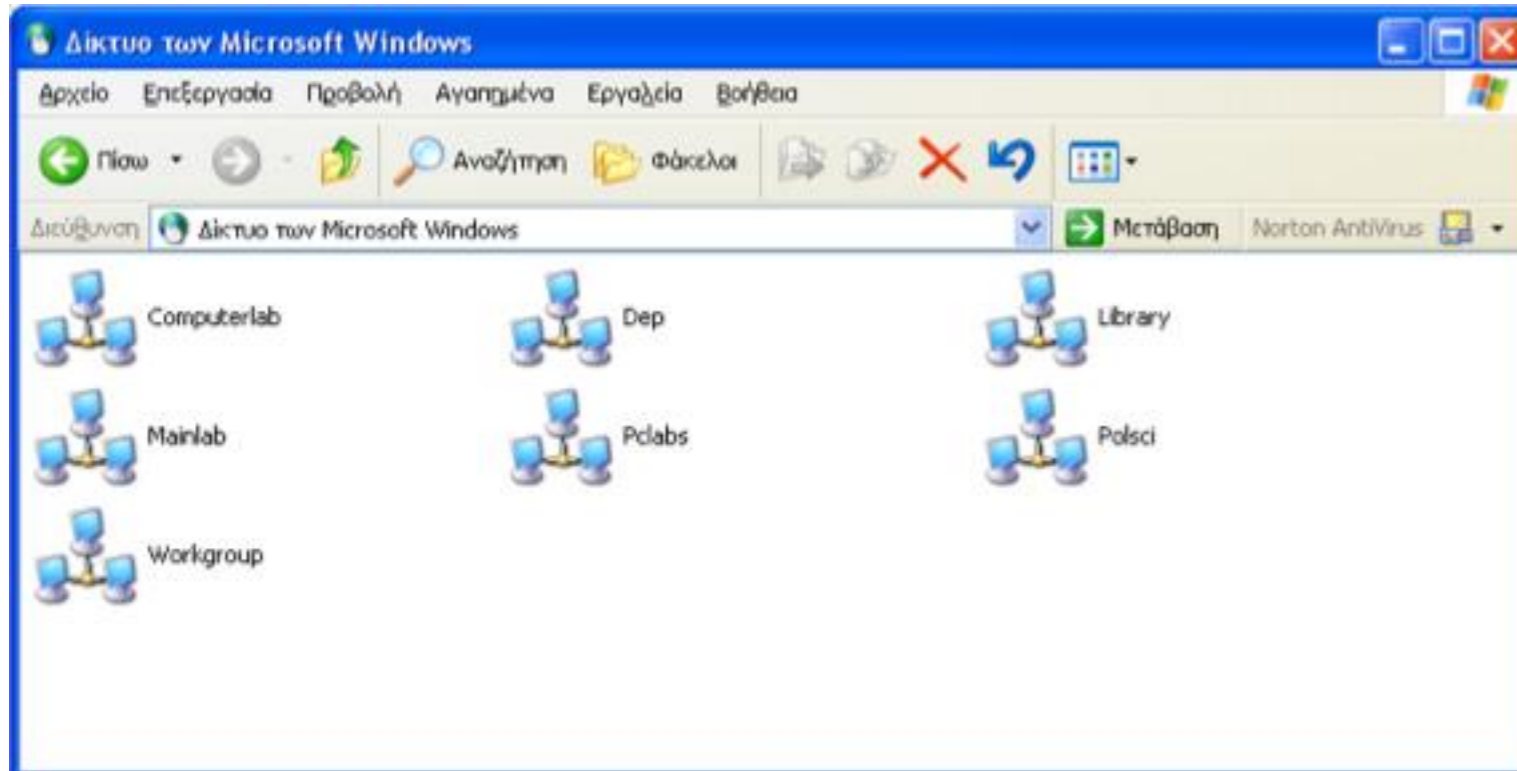 Δίκτυο των Microsoft Windows
Αρχείο Επεξεργασία Προβολή Αγαπημένα Εργαλεία Βοήθεια
Πίσω Αναζήτηση Φάκελοι
Διεύθυνση Δίκτυο των Microsoft Windows Μετάβαση Norton AntiVirus
Computerlab Dep Library
Mainlab Pclabs Polsci
Workgroup